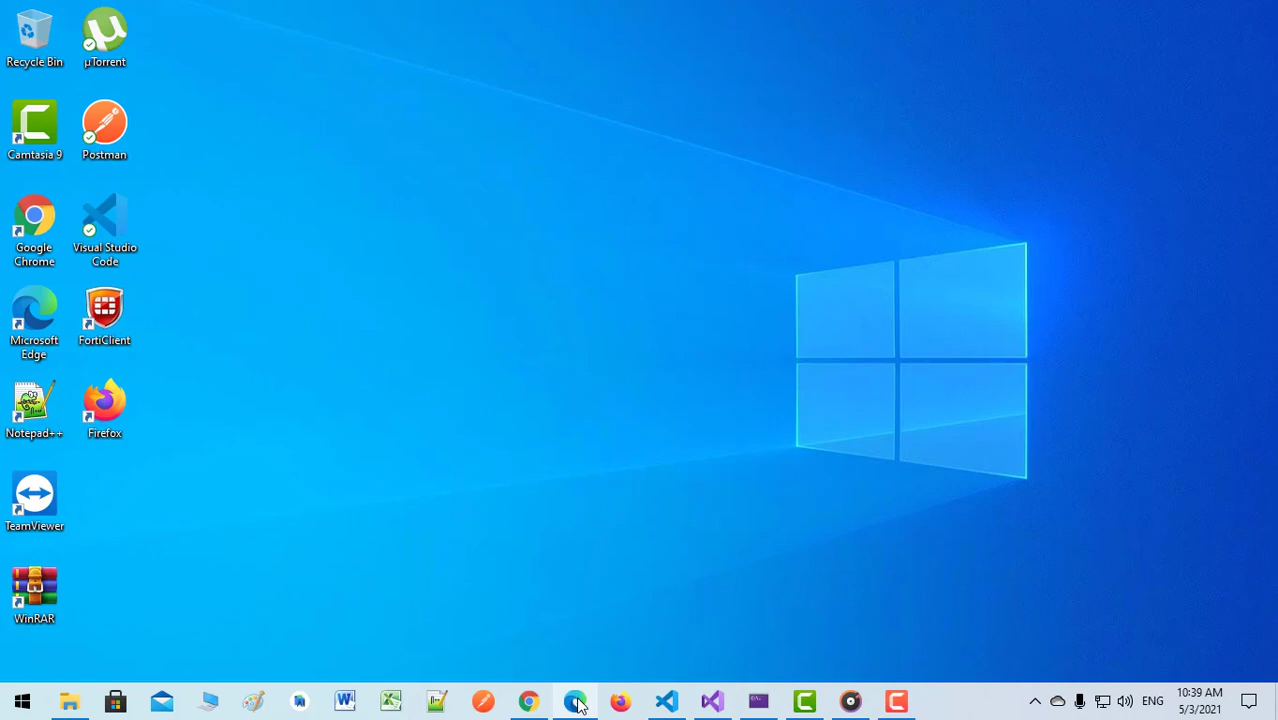 Recycle Bin
µTorrent
Camtasia 9
Postman
Google
Chrome
Visual Studio
Code
Microsoft
Edge
FortiClient
Notepad++
Firefox
TeamViewer
WinRAR
ENG
10:39 AM
5/3/2021